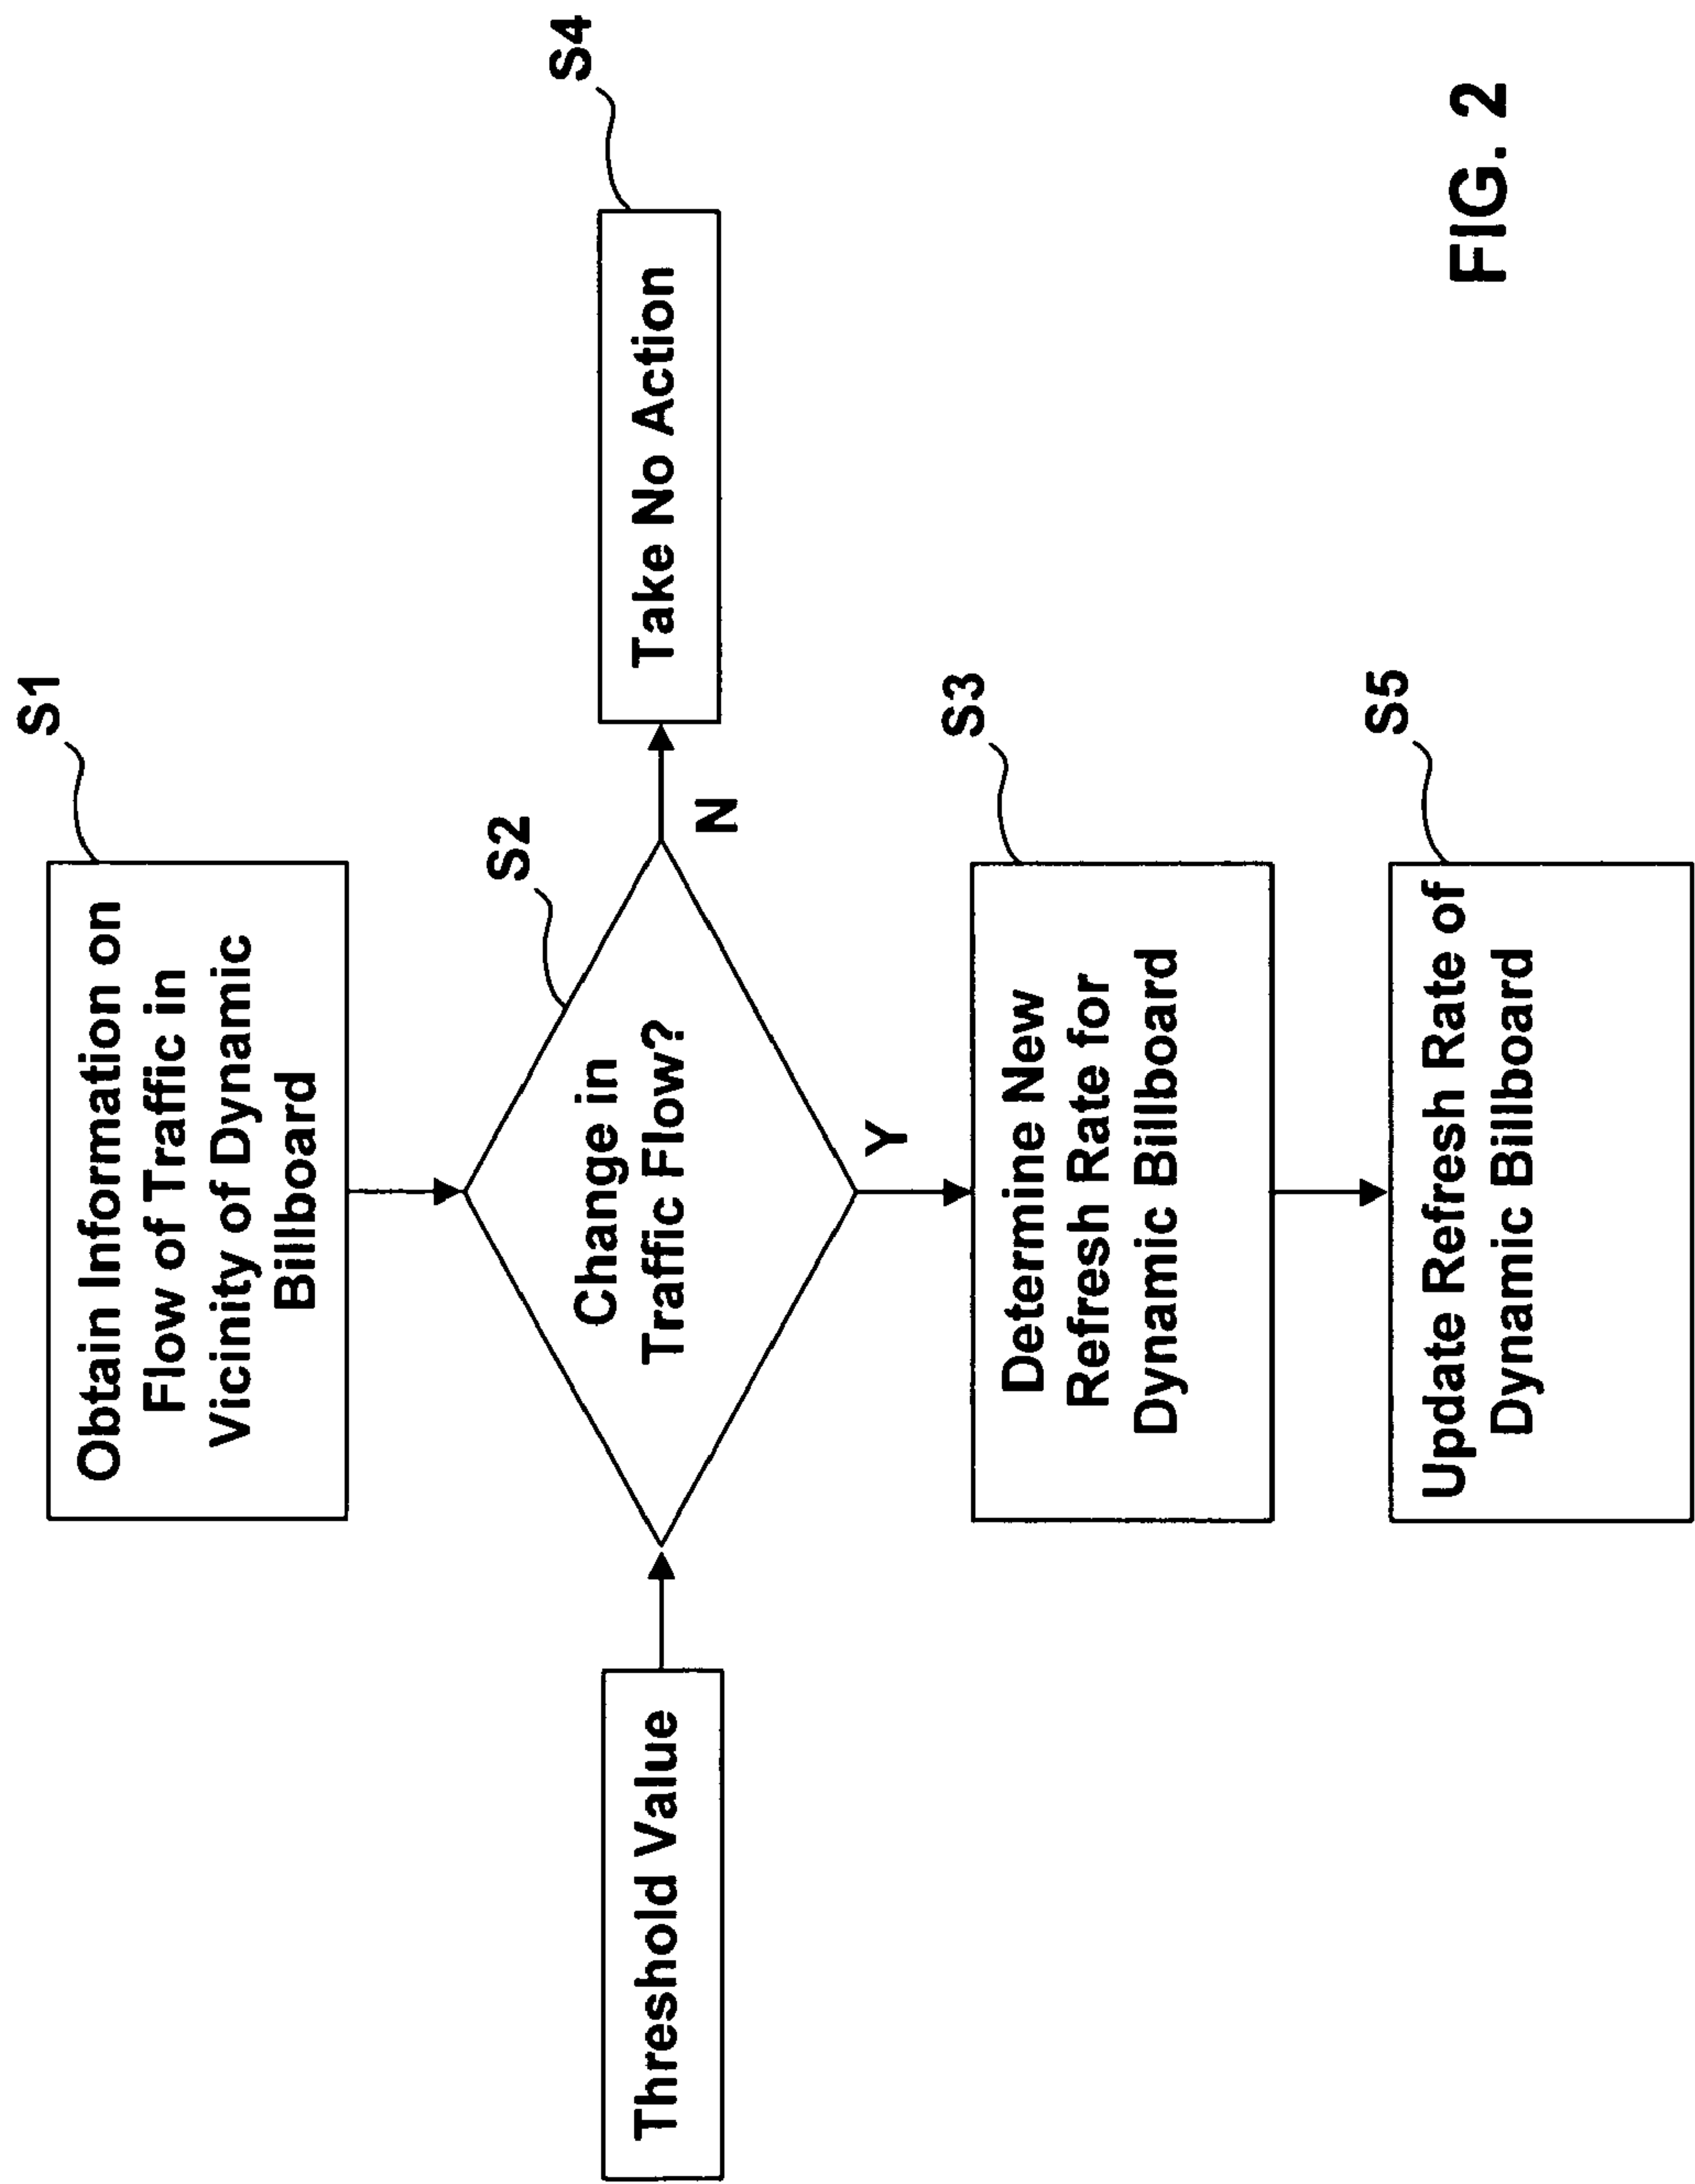 S1
Obtain Information on
Flow of Traffic in
Vicinity of Dynamic
Billboard
S2
Change in
Traffic Flow?
Threshold Value
N
S4
Take No Action
Y
S3
Determine New
Refresh Rate for
Dynamic Billboard
S5
Update Refresh Rate of
Dynamic Billboard
FIG. 2